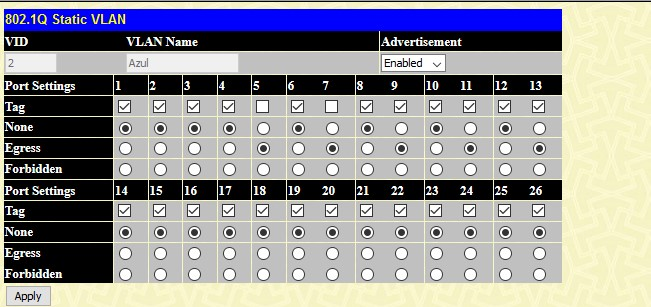 802.1Q Static VLAN
VID VLAN Name Advertisement
2 Azul Enabled
Port Settings 1 2 3 4 5 6 7 8 9 10 11 12 13
Tag
None
Egress
Forbidden
Port Settings 14 15 16 17 18 19 20 21 22 23 24 25 26
Tag
None
Egress
Forbidden
Apply